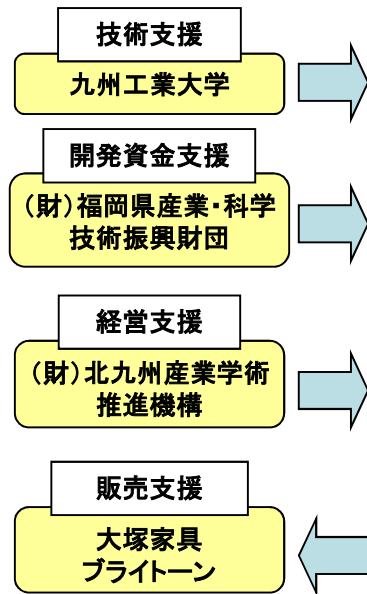 技術支援
九州工業大学
開発資金支援
（財）福岡県産業・科学
技術振興財団
経営支援
（財）北九州産業学術
推進機構
販売支援
大塚家具
ブライトーン